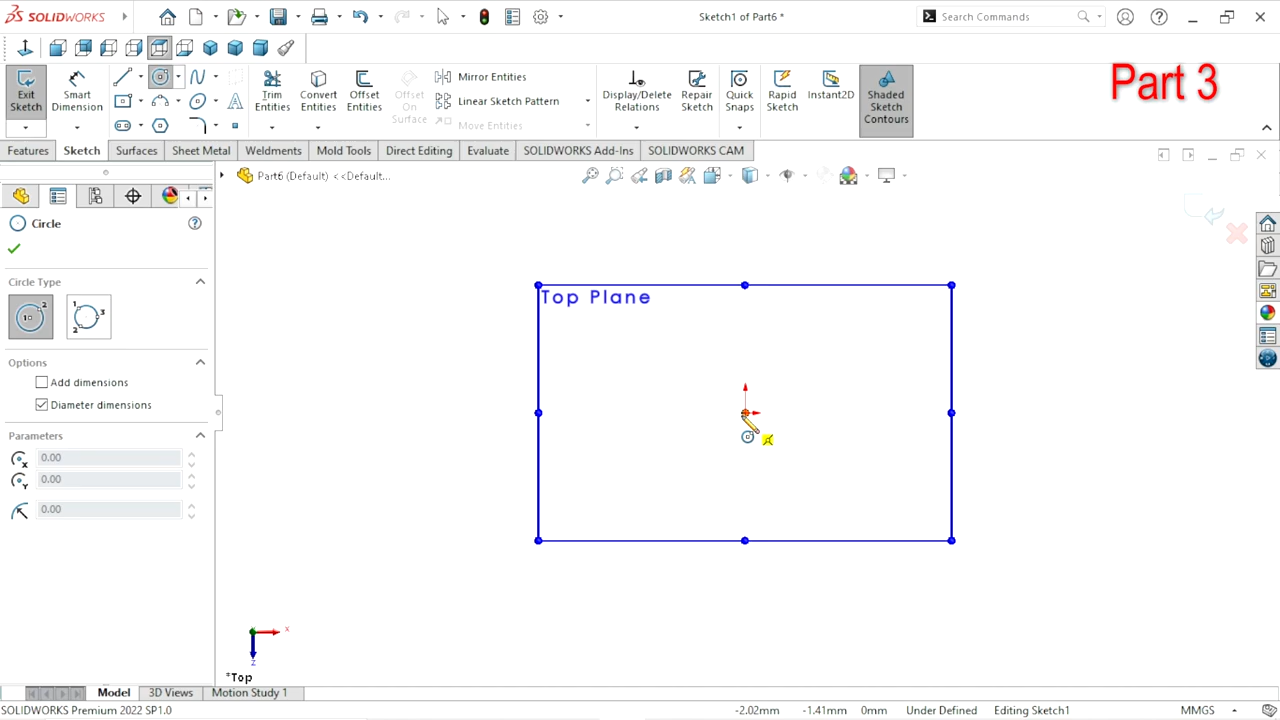 SOLIDWORKS
Sketch1 of Part6 *
Search Commands
Part 3
Exit Sketch
Smart Dimension
Trim Entities
Convert Entities
Offset Entities
Offset On Surface
Mirror Entities
Linear Sketch Pattern
Move Entities
Display/Delete Relations
Repair Sketch
Quick Snaps
Rapid Sketch
Instant2D
Shaded Sketch Contours
Features
Sketch
Surfaces
Sheet Metal
Weldments
Mold Tools
Direct Editing
Evaluate
SOLIDWORKS Add-Ins
SOLIDWORKS CAM
Part6 (Default) <<Default...
Circle
Circle Type
Options
Add dimensions
Diameter dimensions
Parameters
0.00
0.00
0.00
Top Plane
x
z
*Top
Model
3D Views
Motion Study 1
SOLIDWORKS Premium 2022 SP1.0
-2.02mm
-1.41mm
0mm
Under Defined
Editing Sketch1
MMGS